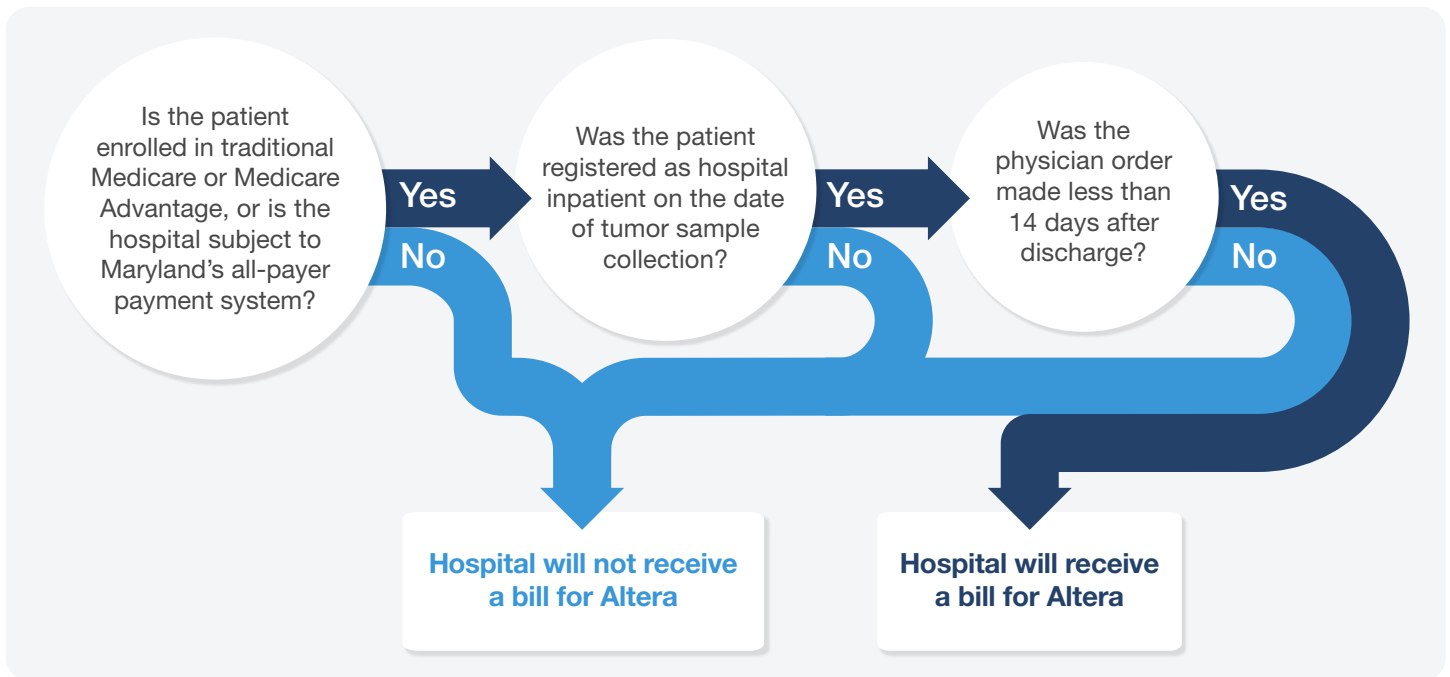 Is the patient
enrolled in traditional
Medicare or Medicare
Advantage, or is the
hospital subject to
Maryland’s all-payer
payment system?
Yes
No
Was the patient
registered as hospital
inpatient on the date
of tumor sample
collection?
Yes
No
Was the
physician order
made less than
14 days after
discharge?
Yes
No
Hospital will not receive
a bill for Altera
Hospital will receive
a bill for Altera